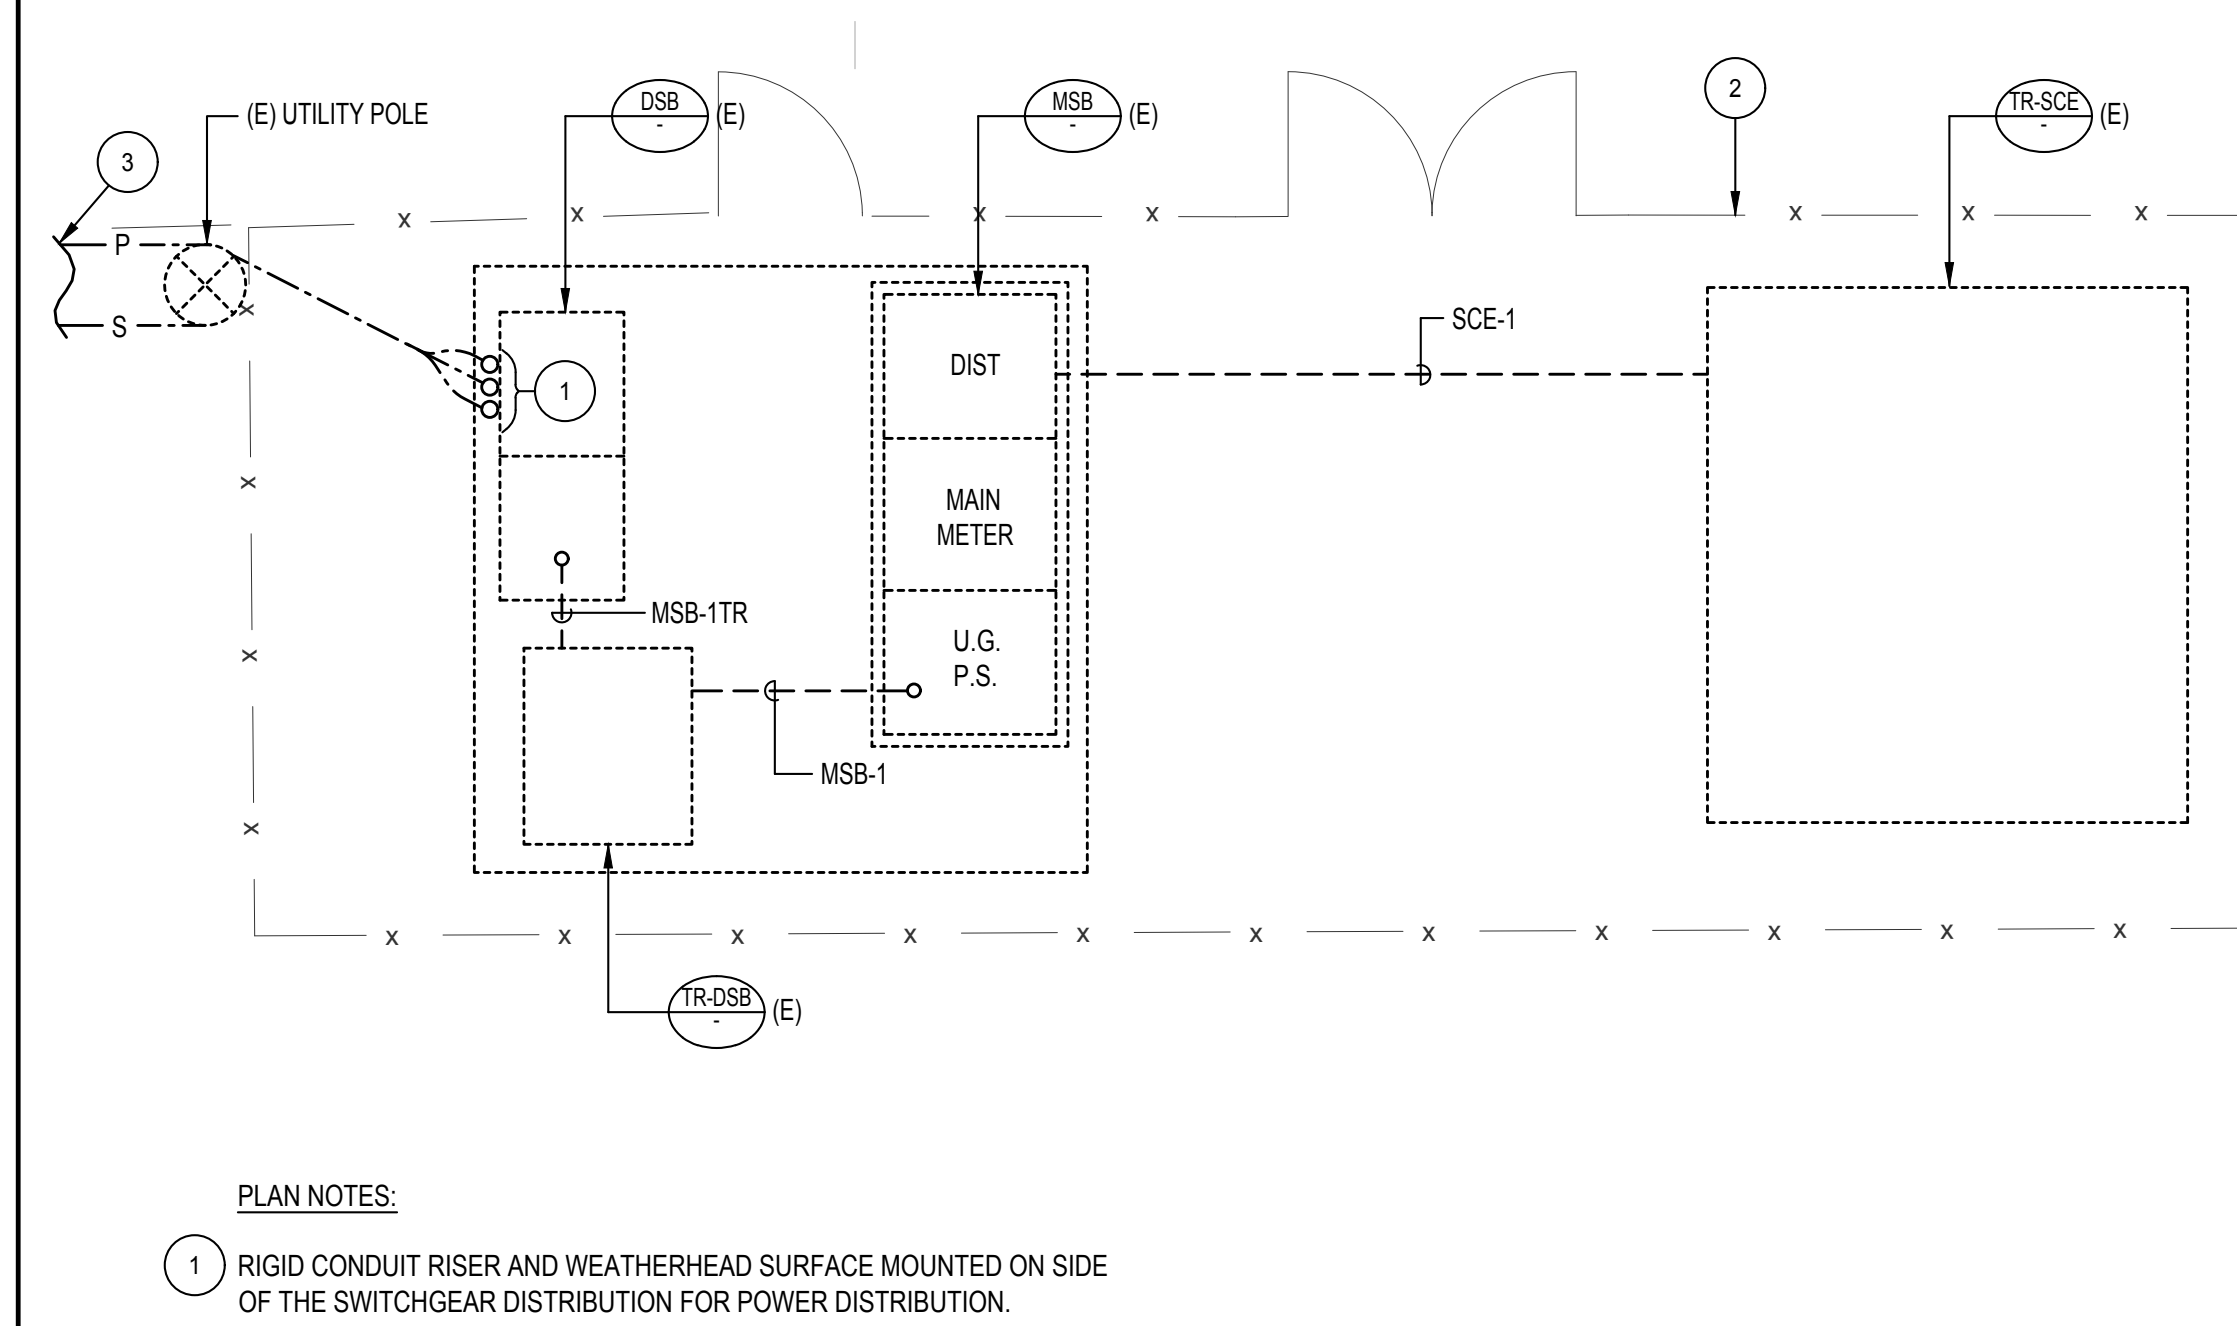 2
DSB
-
(E)
MSB
-
(E)
TR-SCE
-
(E)
(E) UTILITY POLE
3
x
x
x
x
x
x
x
P
S
x
SCE-1
DIST
1
x
MAIN
METER
MSB-1TR
U.G.
P.S.
x
MSB-1
x
x
x
x
x
x
x
x
x
x
x
x
TR-DSB
-
(E)
PLAN NOTES:
1
RIGID CONDUIT RISER AND WEATHERHEAD SURFACE MOUNTED ON SIDE
OF THE SWITCHGEAR DISTRIBUTION FOR POWER DISTRIBUTION.